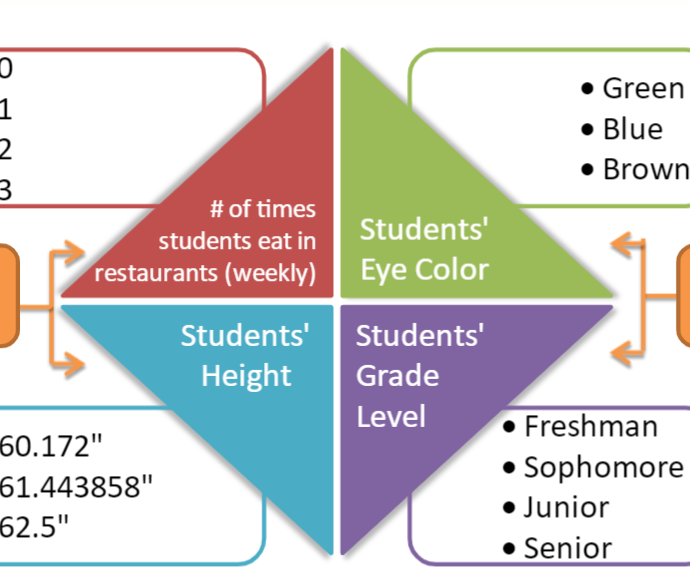 0
1
2
3
• Green
• Blue
• Brown
# of times
students eat in
restaurants (weekly)
Students'
Eye Color
Students'
Height
Students'
Grade
Level
60.172"
61.443858"
62.5"
• Freshman
• Sophomore
• Junior
• Senior